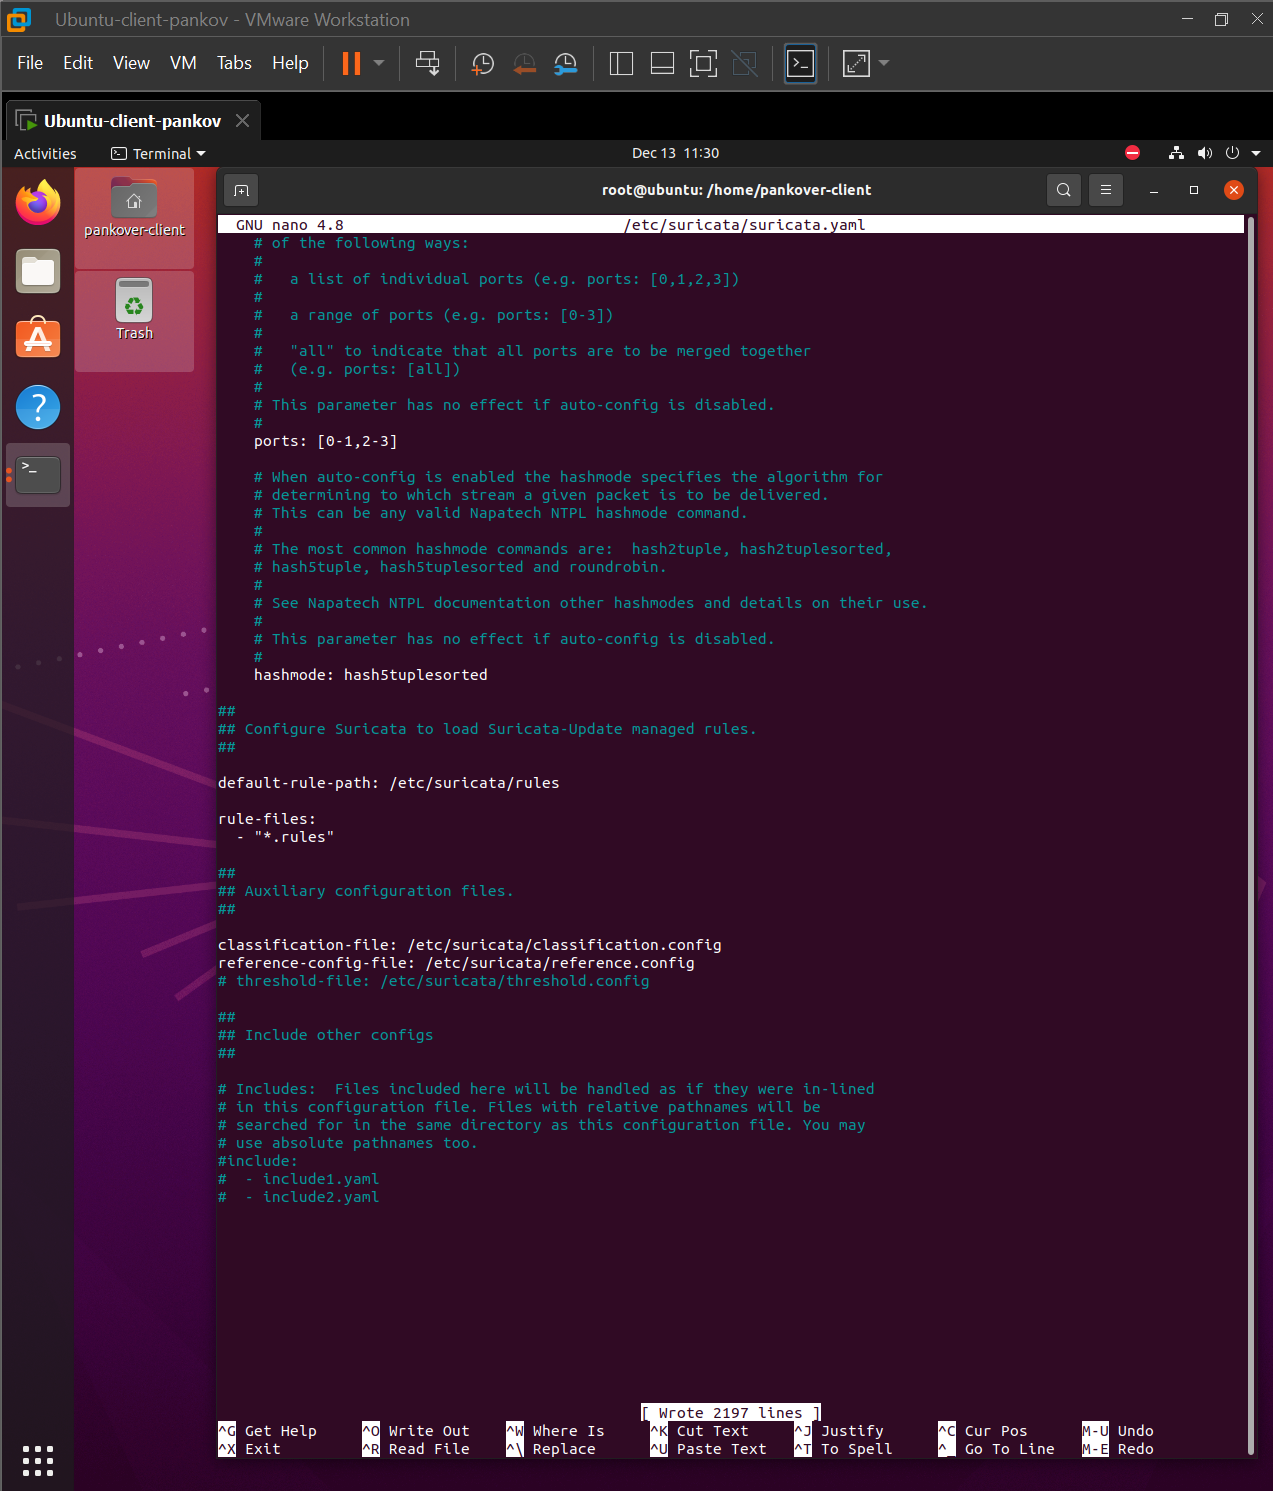 Ubuntu-client-pankov - VMware Workstation
File Edit View VM Tabs Help
Ubuntu-client-pankov
Activities Terminal Dec 13 11:30
pankover-client
Trash
root@ubuntu: /home/pankover-client
GNU nano 4.8 /etc/suricata/suricata.yaml
# of the following ways:
#
#   a list of individual ports (e.g. ports: [0,1,2,3])
#
#   a range of ports (e.g. ports: [0-3])
#
#   "all" to indicate that all ports are to be merged together
#   (e.g. ports: [all])
#
# This parameter has no effect if auto-config is disabled.
#
ports: [0-1,2-3]
# When auto-config is enabled the hashmode specifies the algorithm for
# determining to which stream a given packet is to be delivered.
# This can be any valid Napatech NTPL hashmode command.
#
# The most common hashmode commands are:  hash2tuple, hash2tuplesorted,
# hash5tuple, hash5tuplesorted and roundrobin.
#
# See Napatech NTPL documentation other hashmodes and details on their use.
#
# This parameter has no effect if auto-config is disabled.
#
hashmode: hash5tuplesorted
##
## Configure Suricata to load Suricata-Update managed rules.
##
default-rule-path: /etc/suricata/rules
rule-files:
- "*.rules"
##
## Auxiliary configuration files.
##
classification-file: /etc/suricata/classification.config
reference-config-file: /etc/suricata/reference.config
# threshold-file: /etc/suricata/threshold.config
##
## Include other configs
##
# Includes:  Files included here will be handled as if they were in-lined
# in this configuration file. Files with relative pathnames will be
# searched for in the same directory as this configuration file. You may
# use absolute pathnames too.
#include:
#  - include1.yaml
#  - include2.yaml
[ Wrote 2197 lines ]
^G Get Help ^O Write Out ^W Where Is ^K Cut Text ^J Justify ^C Cur Pos M-U Undo
^X Exit ^R Read File ^\ Replace ^U Paste Text ^T To Spell ^_ Go To Line M-E Redo